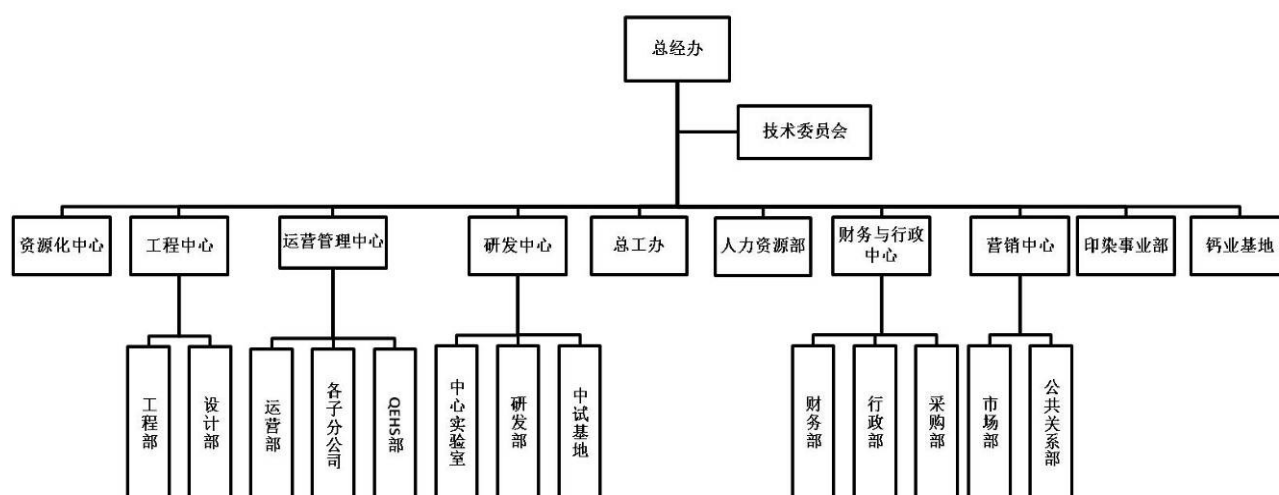 总经办
技术委员会
资源化中心
工程中心
运营管理中心
研发中心
总工办
人力资源部
财务与行政
中心
营销中心
印染事业部
钙业基地
工程部
设计部
运营部
各子分公司
QEHS部
中心实验室
研发部
中试基地
财务部
行政部
采购部
市场部
公共关系部